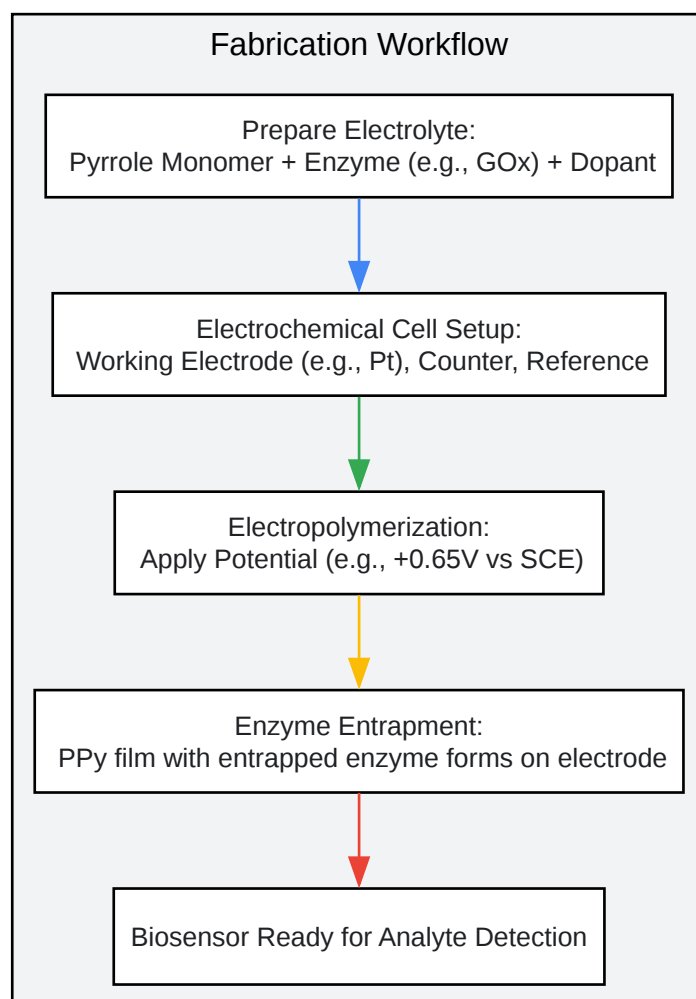 Fabrication Workflow
Prepare Electrolyte:
Pyrrole Monomer + Enzyme (e.g., GOx) + Dopant
Electrochemical Cell Setup:
Working Electrode (e.g., Pt), Counter, Reference
Electropolymerization:
Apply Potential (e.g., +0.65V vs SCE)
Enzyme Entrapment:
PPy film with entrapped enzyme forms on electrode
Biosensor Ready for Analyte Detection